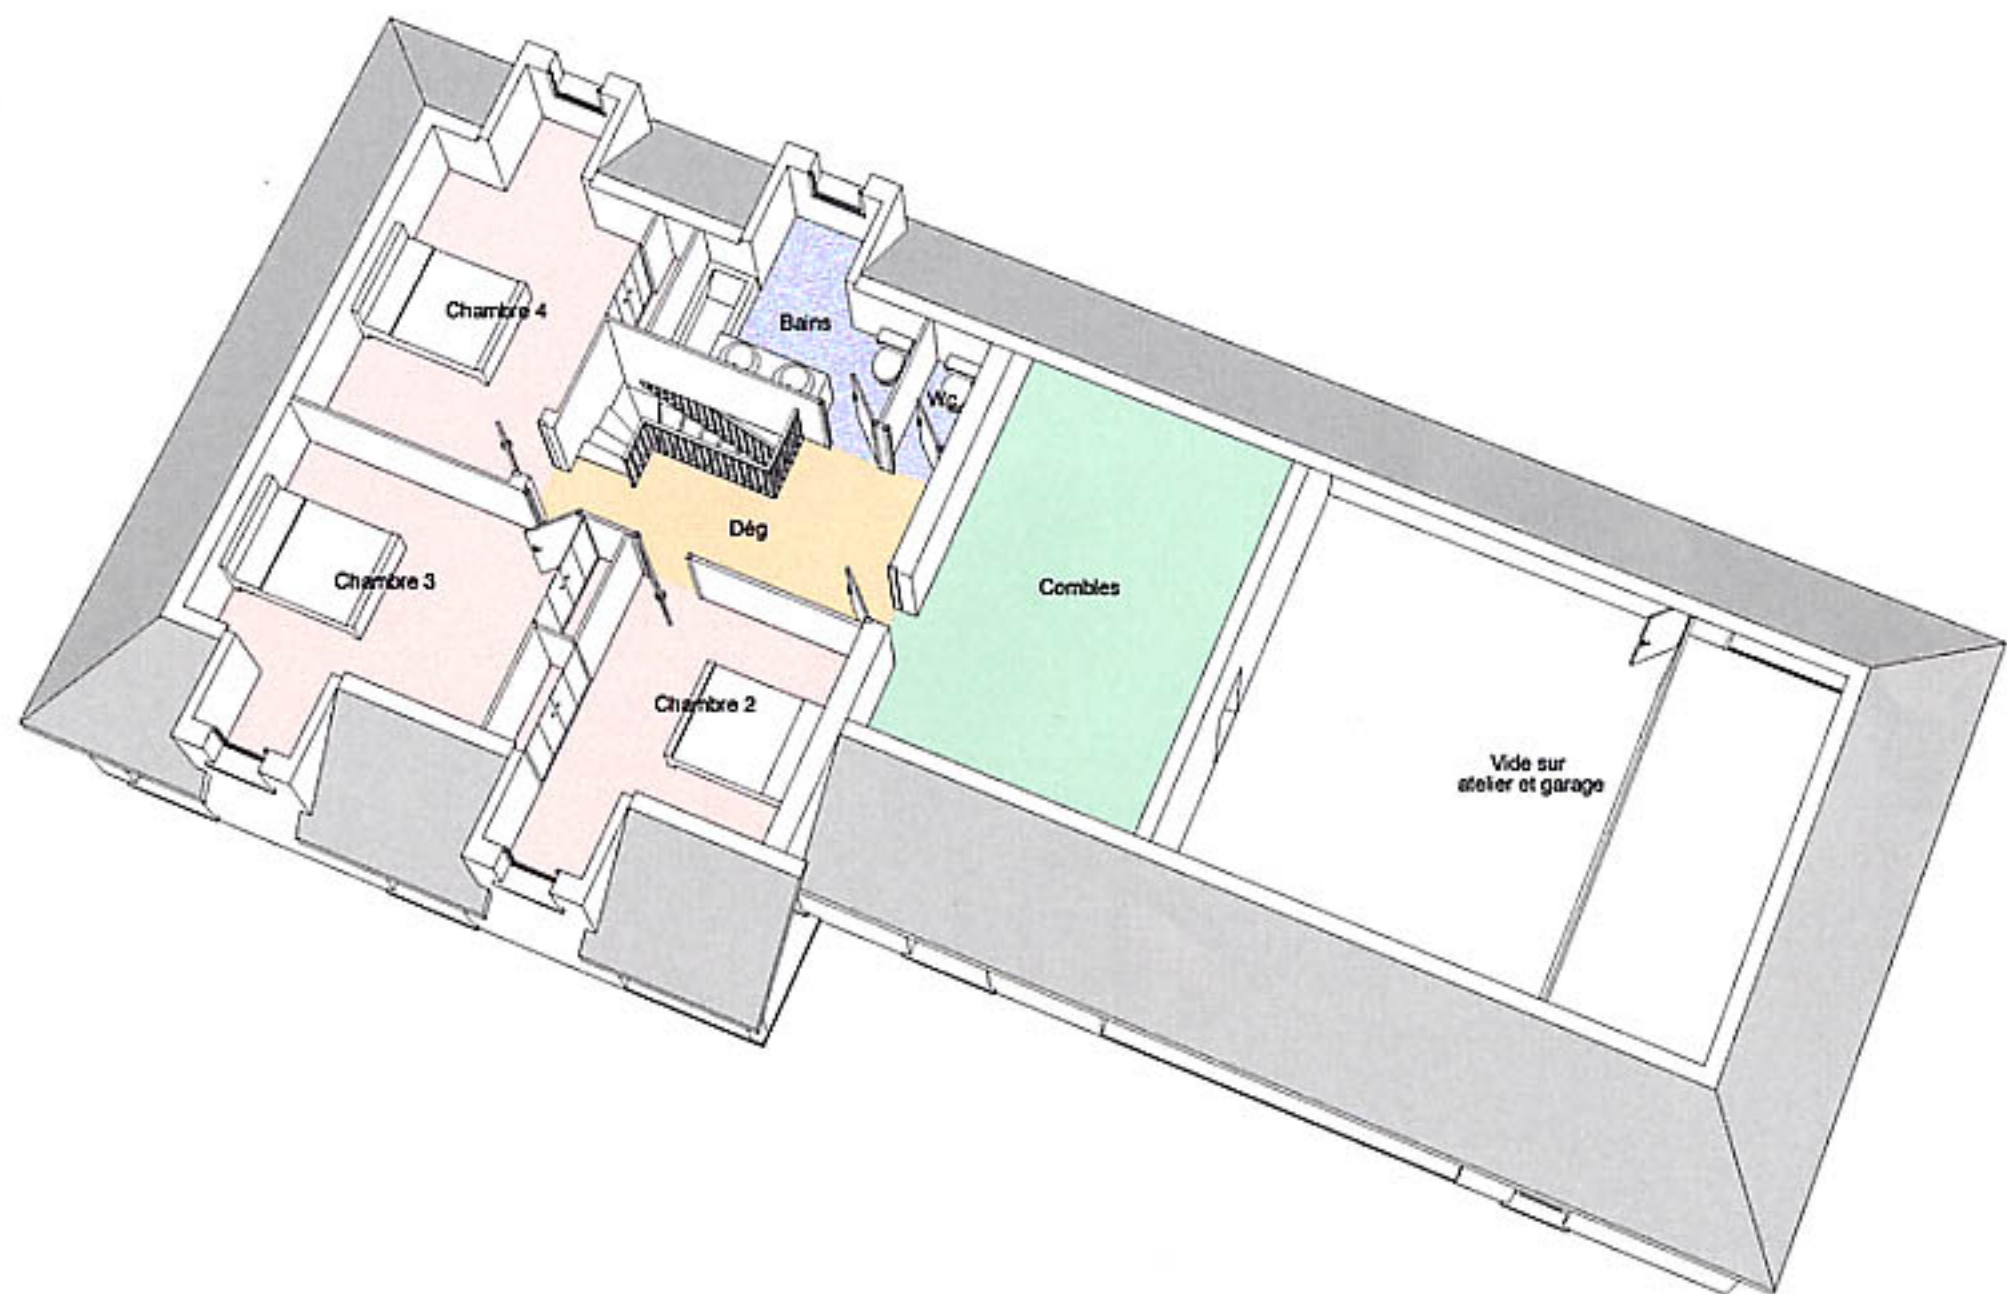 Chambre 4
Bains
Wc
Dég
Chambre 3
Combles
Chambre 2
Vide sur
atelier et garage